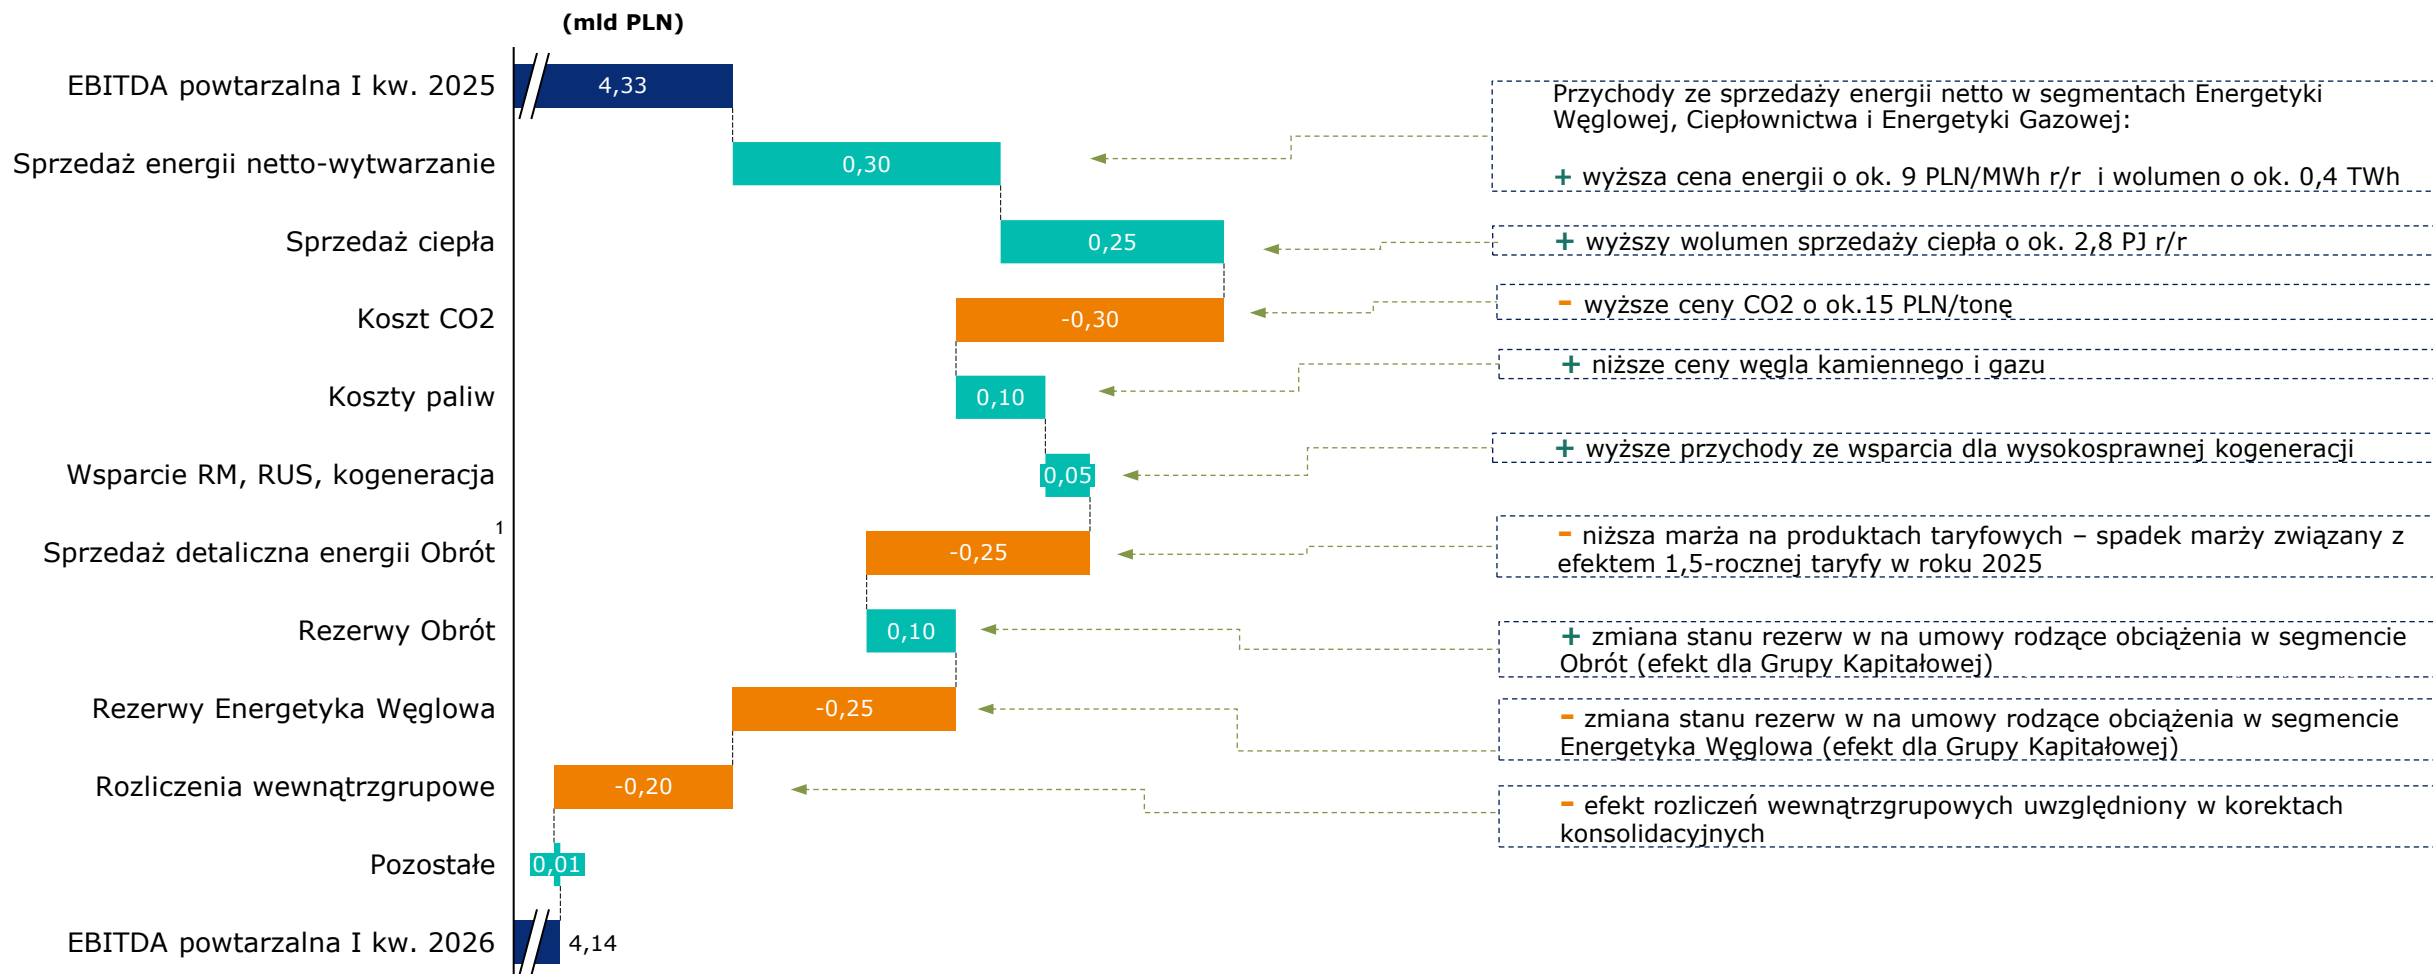 (mld PLN)
EBITDA powtarzalna I kw. 2025
4,33
Przychody ze sprzedaży energii netto w segmentach Energetyki
Węglowej, Ciepłownictwa i Energetyki Gazowej:
+ wyższa cena energii o ok. 9 PLN/MWh r/r i wolumen o ok. 0,4 TWh
Sprzedaż energii netto-wytwarzanie
0,30
Sprzedaż ciepła
0,25
+ wyższy wolumen sprzedaży ciepła o ok. 2,8 PJ r/r
Koszt CO2
-0,30
- wyższe ceny CO2 o ok.15 PLN/tonę
Koszty paliw
0,10
+ niższe ceny węgla kamiennego i gazu
Wsparcie RM, RUS, kogeneracja
0,05
+ wyższe przychody ze wsparcia dla wysokosprawnej kogeneracji
Sprzedaż detaliczna energii Obrót 1
-0,25
- niższa marża na produktach taryfowych – spadek marży związany z
efektem 1,5-rocznej taryfy w roku 2025
Rezerwy Obrót
0,10
+ zmiana stanu rezerw w na umowy rodzące obciążenia w segmencie
Obrót (efekt dla Grupy Kapitałowej)
Rezerwy Energetyka Węglowa
-0,25
- zmiana stanu rezerw w na umowy rodzące obciążenia w segmencie
Energetyka Węglowa (efekt dla Grupy Kapitałowej)
Rozliczenia wewnątrzgrupowe
-0,20
- efekt rozliczeń wewnątrzgrupowych uwzględniony w korektach
konsolidacyjnych
Pozostałe
0,01
EBITDA powtarzalna I kw. 2026
4,14